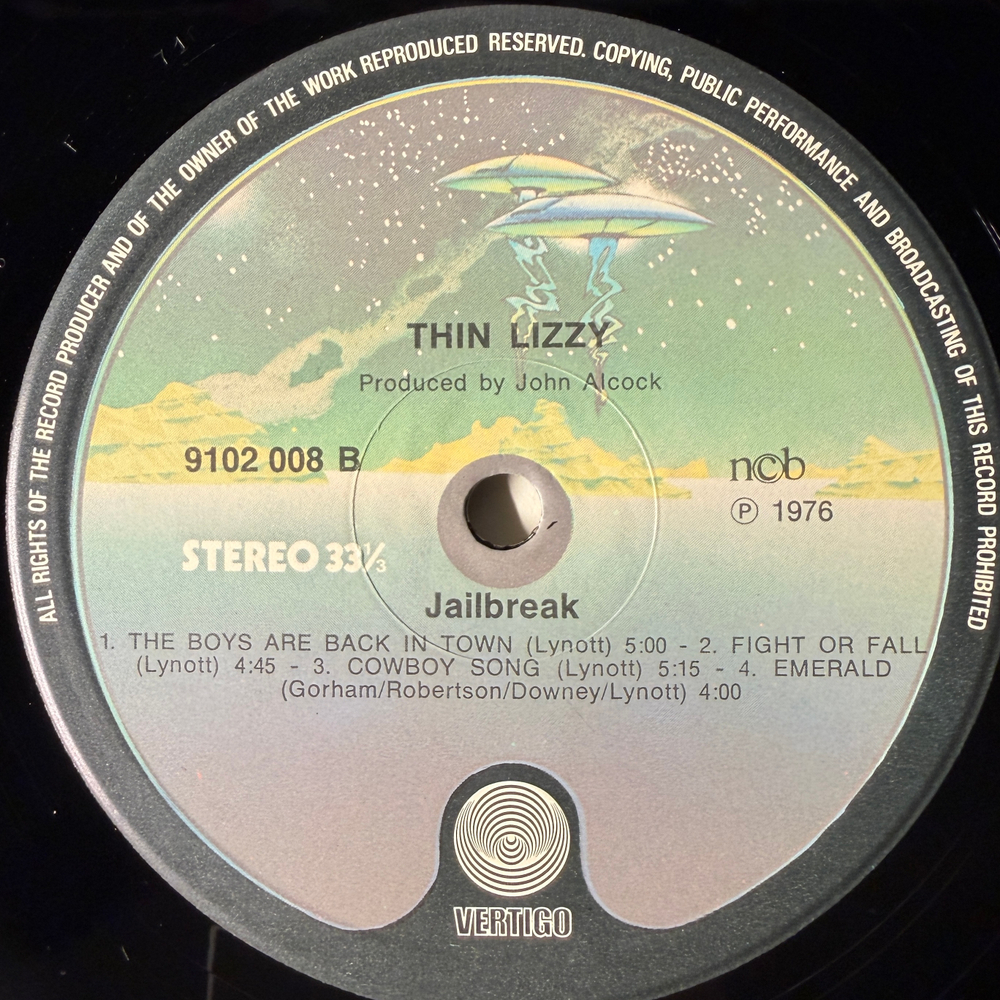 ALL RIGHTS OF THE RECORD PRODUCER AND OF THE OWNER OF THE WORK REPRODUCED RESERVED. COPYING, PUBLIC PERFORMANCE AND BROADCASTING OF THIS RECORD PROHIBITED
THIN LIZZY
Produced by John Alcock
9102 008 B
ncb
Ⓟ 1976
STEREO 33⅓
Jailbreak
1. THE BOYS ARE BACK IN TOWN (Lynott) 5:00 - 2. FIGHT OR FALL
(Lynott) 4:45 - 3. COWBOY SONG (Lynott) 5:15 - 4. EMERALD
(Gorham/Robertson/Downey/Lynott) 4:00
VERTIGO